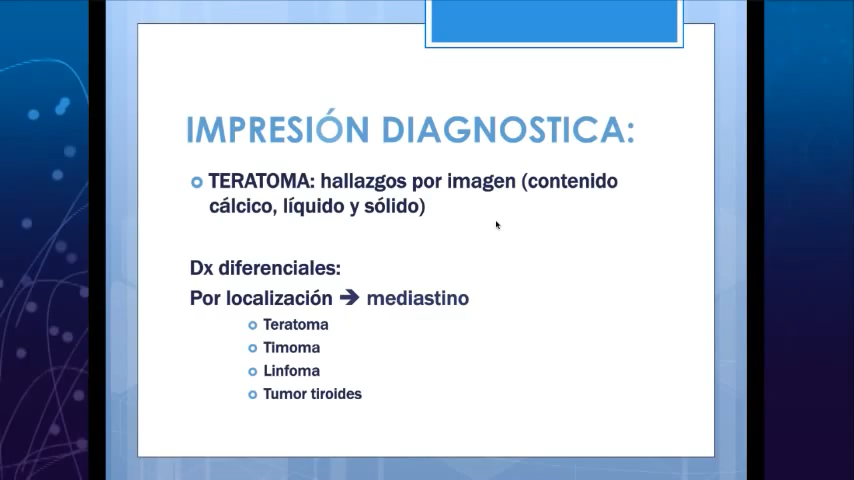 IMPRESIÓN DIAGNOSTICA:
TERATOMA: hallazgos por imagen (contenido
cálcico, líquido y sólido)
Dx diferenciales:
Por localización ➔ mediastino
Teratoma
Timoma
Linfoma
Tumor tiroides